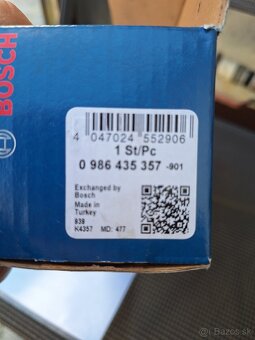 BOSCH
4 047024 552906
1 St/Pc
0 986 435 357 -901
Exchanged by
Bosch
Made in
Turkey
839
K4357 MD: 477
Bazos.sk